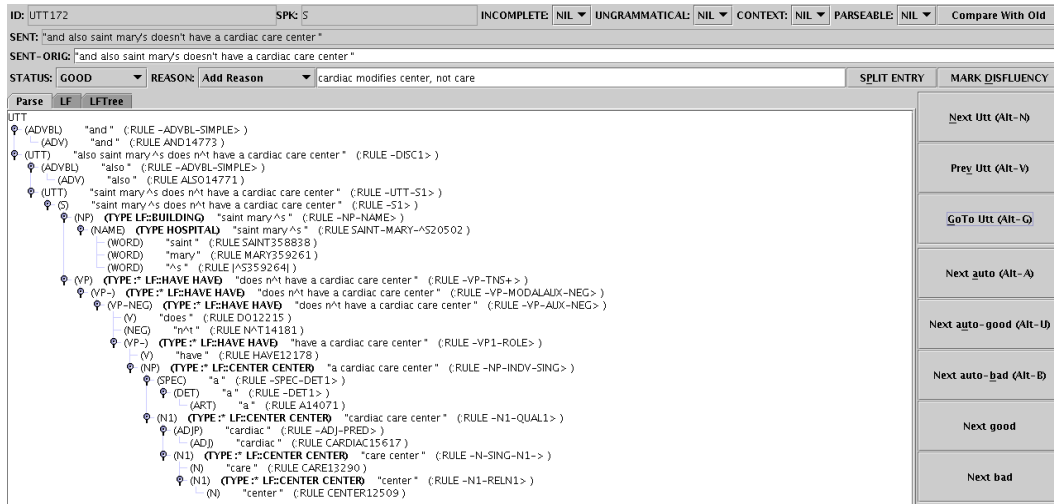 ID: UTT172 SPK: S INCOMPLETE: NIL UNGRAMMATICAL: NIL CONTEXT: NIL PARSEABLE: NIL Compare With Old
SENT: "and also saint mary's doesn't have a cardiac care center "
SENT-ORIG: "and also saint mary's doesn't have a cardiac care center "
STATUS: GOOD REASON: Add Reason cardiac modifies center, not care SPLIT ENTRY MARK DISFLUENCY
Parse LF LFTree
UTT
(ADVBL) "and " (:RULE -ADVBL-SIMPLE> )
(ADV) "and " (:RULE AND14773 )
(UTT) "also saint mary ^s does n^t have a cardiac care center " (:RULE -DISC1> )
(ADVBL) "also " (:RULE -ADVBL-SIMPLE> )
(ADV) "also " (:RULE ALSO14771 )
(UTT) "saint mary ^s does n^t have a cardiac care center " (:RULE -UTT-S1> )
(S) "saint mary ^s does n^t have a cardiac care center " (:RULE -S1> )
(NP) (TYPE LF::BUILDING) "saint mary ^s " (:RULE -NP-NAME> )
(NAME) (TYPE HOSPITAL) "saint mary ^s " (:RULE SAINT-MARY-^S20502 )
(WORD) "saint " (:RULE SAINT358838 )
(WORD) "mary " (:RULE MARY359261 )
(WORD) "^s " (:RULE |^S359264| )
(VP) (TYPE :* LF::HAVE HAVE) "does n^t have a cardiac care center " (:RULE -VP-TNS+> )
(VP-) (TYPE :* LF::HAVE HAVE) "does n^t have a cardiac care center " (:RULE -VP-MODALAUX-NEG> )
(VP-NEG) (TYPE :* LF::HAVE HAVE) "does n^t have a cardiac care center " (:RULE -VP-AUX-NEG> )
(V) "does " (:RULE DO12215 )
(NEG) "n^t " (:RULE N^T14181 )
(VP-) (TYPE :* LF::HAVE HAVE) "have a cardiac care center " (:RULE -VP1-ROLE> )
(V) "have " (:RULE HAVE12178 )
(NP) (TYPE :* LF::CENTER CENTER) "a cardiac care center " (:RULE -NP-INDV-SING> )
(SPEC) "a " (:RULE -SPEC-DET1> )
(DET) "a " (:RULE -DET1> )
(ART) "a " (:RULE A14071 )
(N1) (TYPE :* LF::CENTER CENTER) "cardiac care center " (:RULE -N1-QUAL1> )
(ADJP) "cardiac " (:RULE -ADJ-PRED> )
(ADJ) "cardiac " (:RULE CARDIAC15617 )
(N1) (TYPE :* LF::CENTER CENTER) "care center " (:RULE -N-SING-N1-> )
(N) "care " (:RULE CARE13290 )
(N1) (TYPE :* LF::CENTER CENTER) "center " (:RULE -N1-RELN1> )
(N) "center " (:RULE CENTER12509 )
Next Utt (Alt-N)
Prev Utt (Alt-V)
GoTo Utt (Alt-G)
Next auto (Alt-A)
Next auto-good (Alt-U)
Next auto-bad (Alt-B)
Next good
Next bad